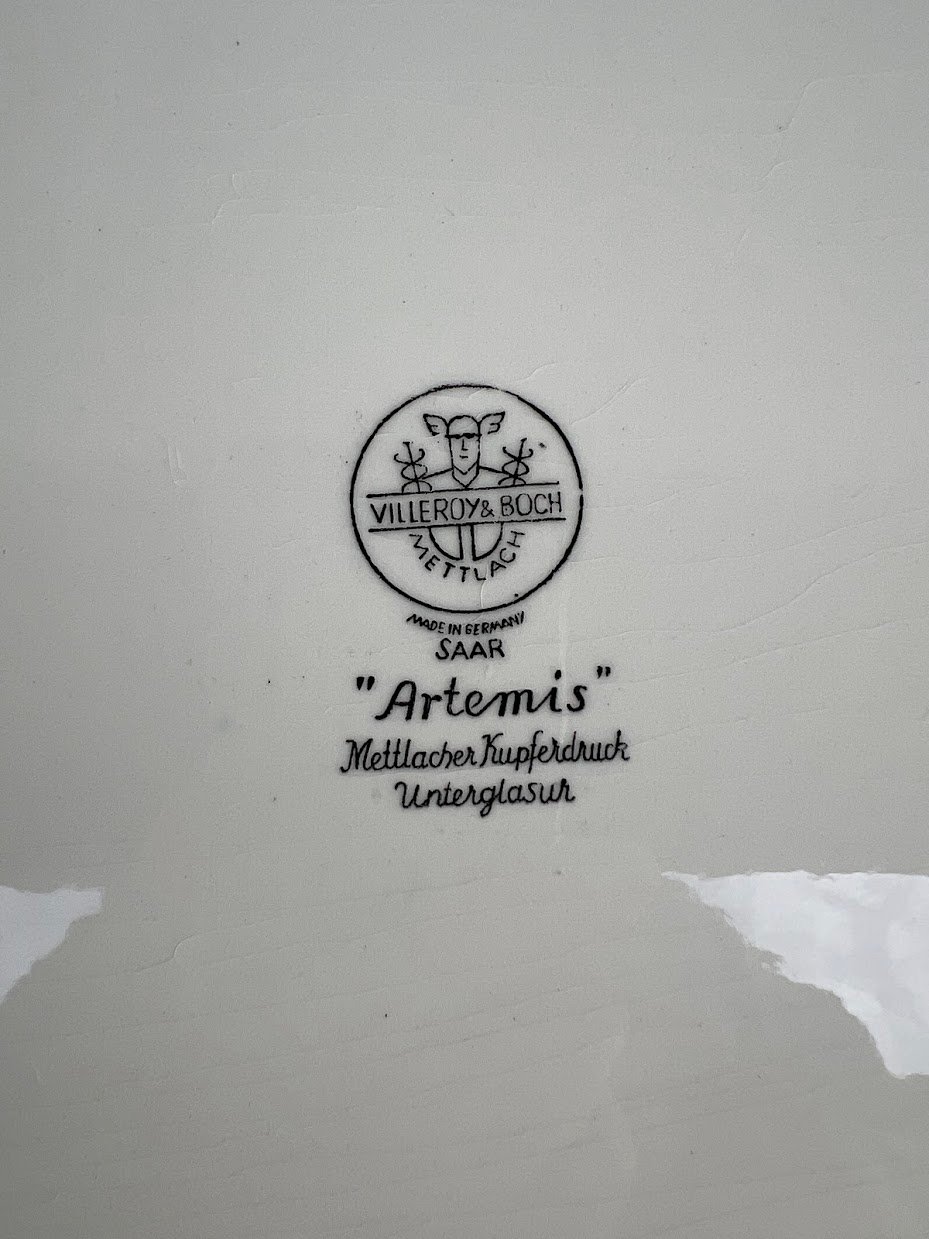 VILLEROY & BOCH
METTLACH
MADE IN GERMANY
SAAR
"Artemis"
Mettlacher Kupferdruck
Unterglasur